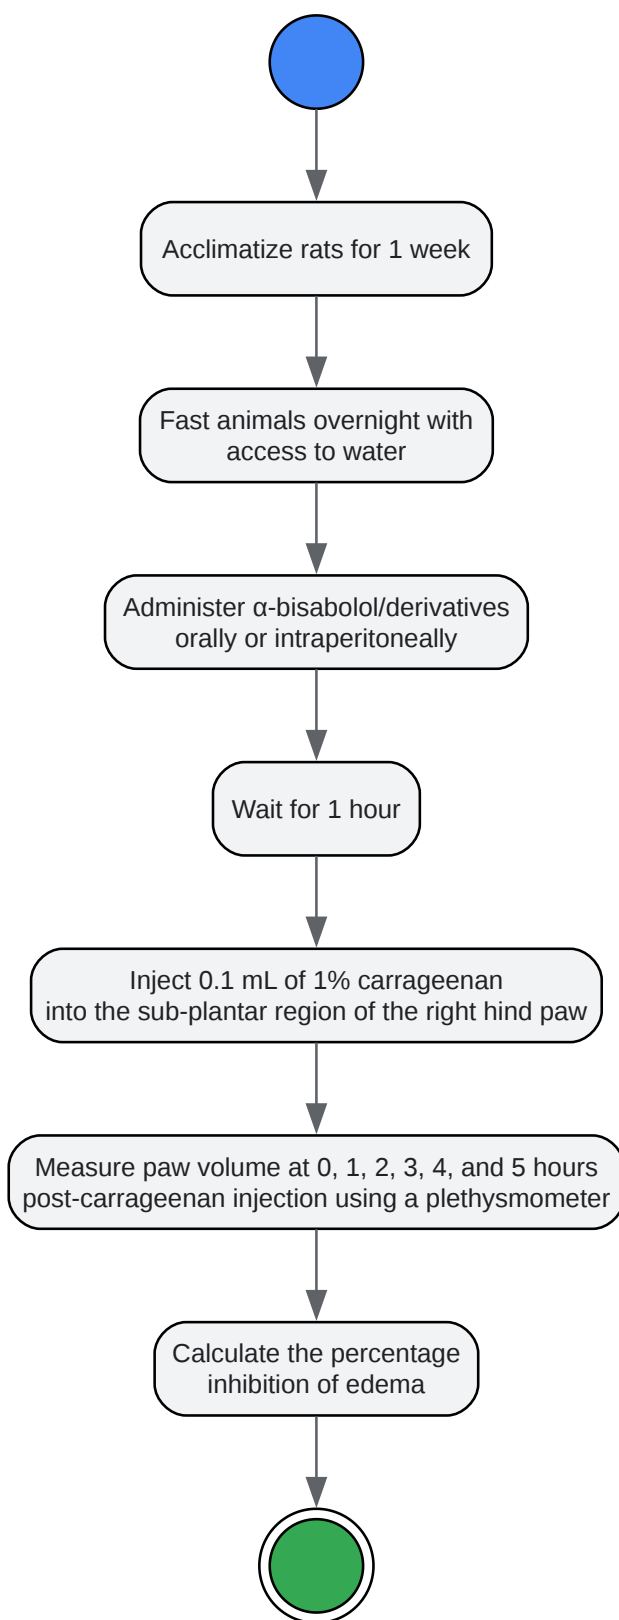 Acclimatize rats for 1 week
Fast animals overnight with
access to water
Administer α-bisabolol/derivatives
orally or intraperitoneally
Wait for 1 hour
Inject 0.1 mL of 1% carrageenan
into the sub-plantar region of the right hind paw
Measure paw volume at 0, 1, 2, 3, 4, and 5 hours
post-carrageenan injection using a plethysmometer
Calculate the percentage
inhibition of edema